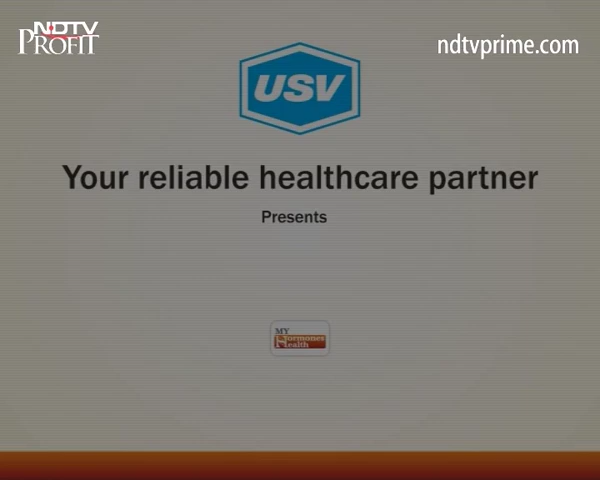 NDTV
PROFIT
ndtvprime.com
USV
Your reliable healthcare partner
Presents
MY
Hormones
Health